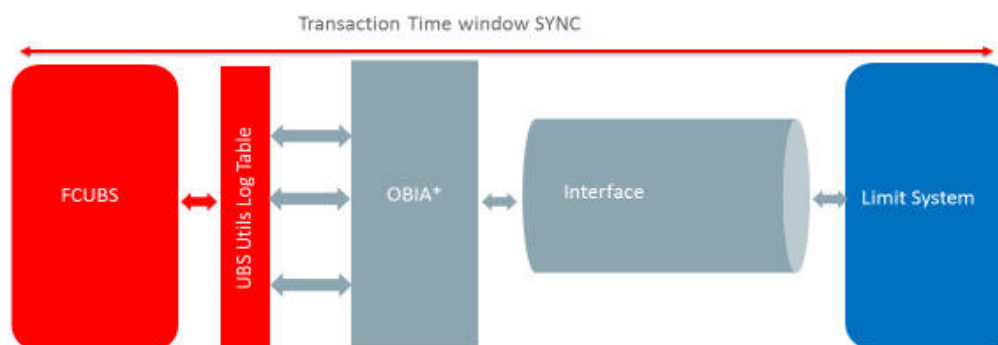 Transaction Time window SYNC
FCUBS
UBS Utils Log Table
OBIA*
Interface
Limit System